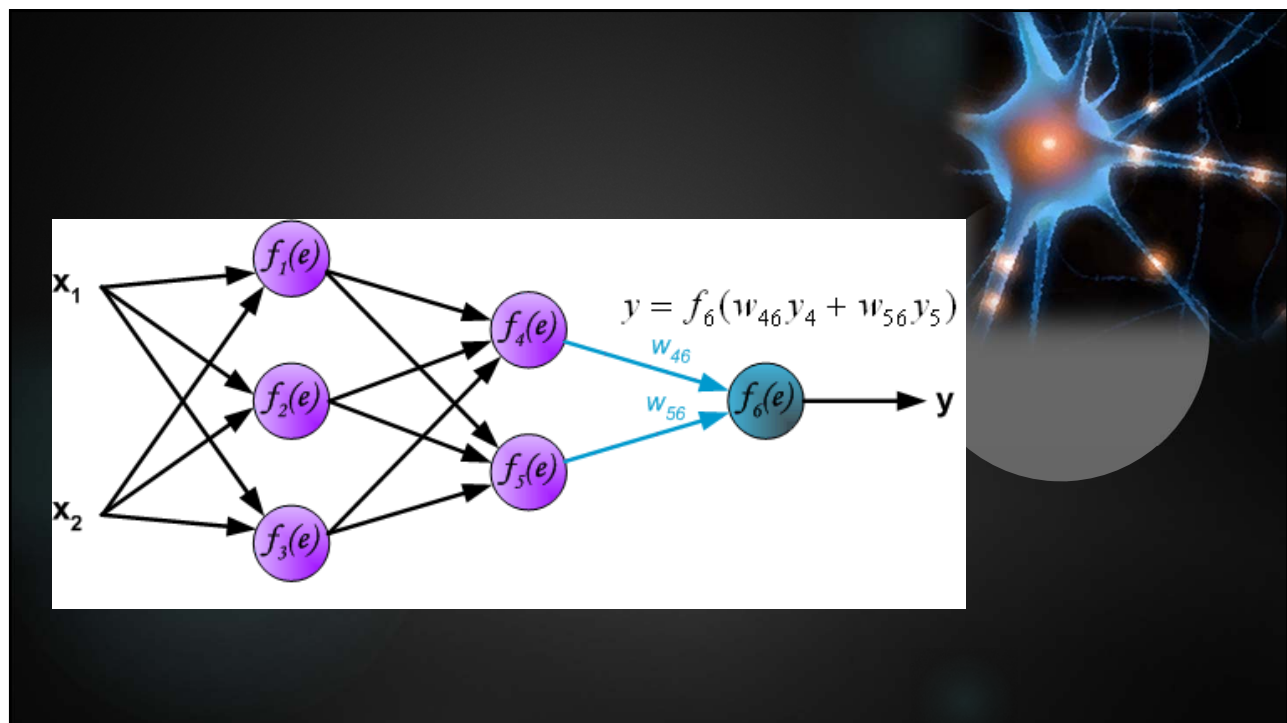 f₁(e)
x₁
y = f₆(w₄₆y₄ + w₅₆y₅)
f₄(e)
w₄₆
f₂(e)
f₆(e)
y
w₅₆
f₅(e)
x₂
f₃(e)